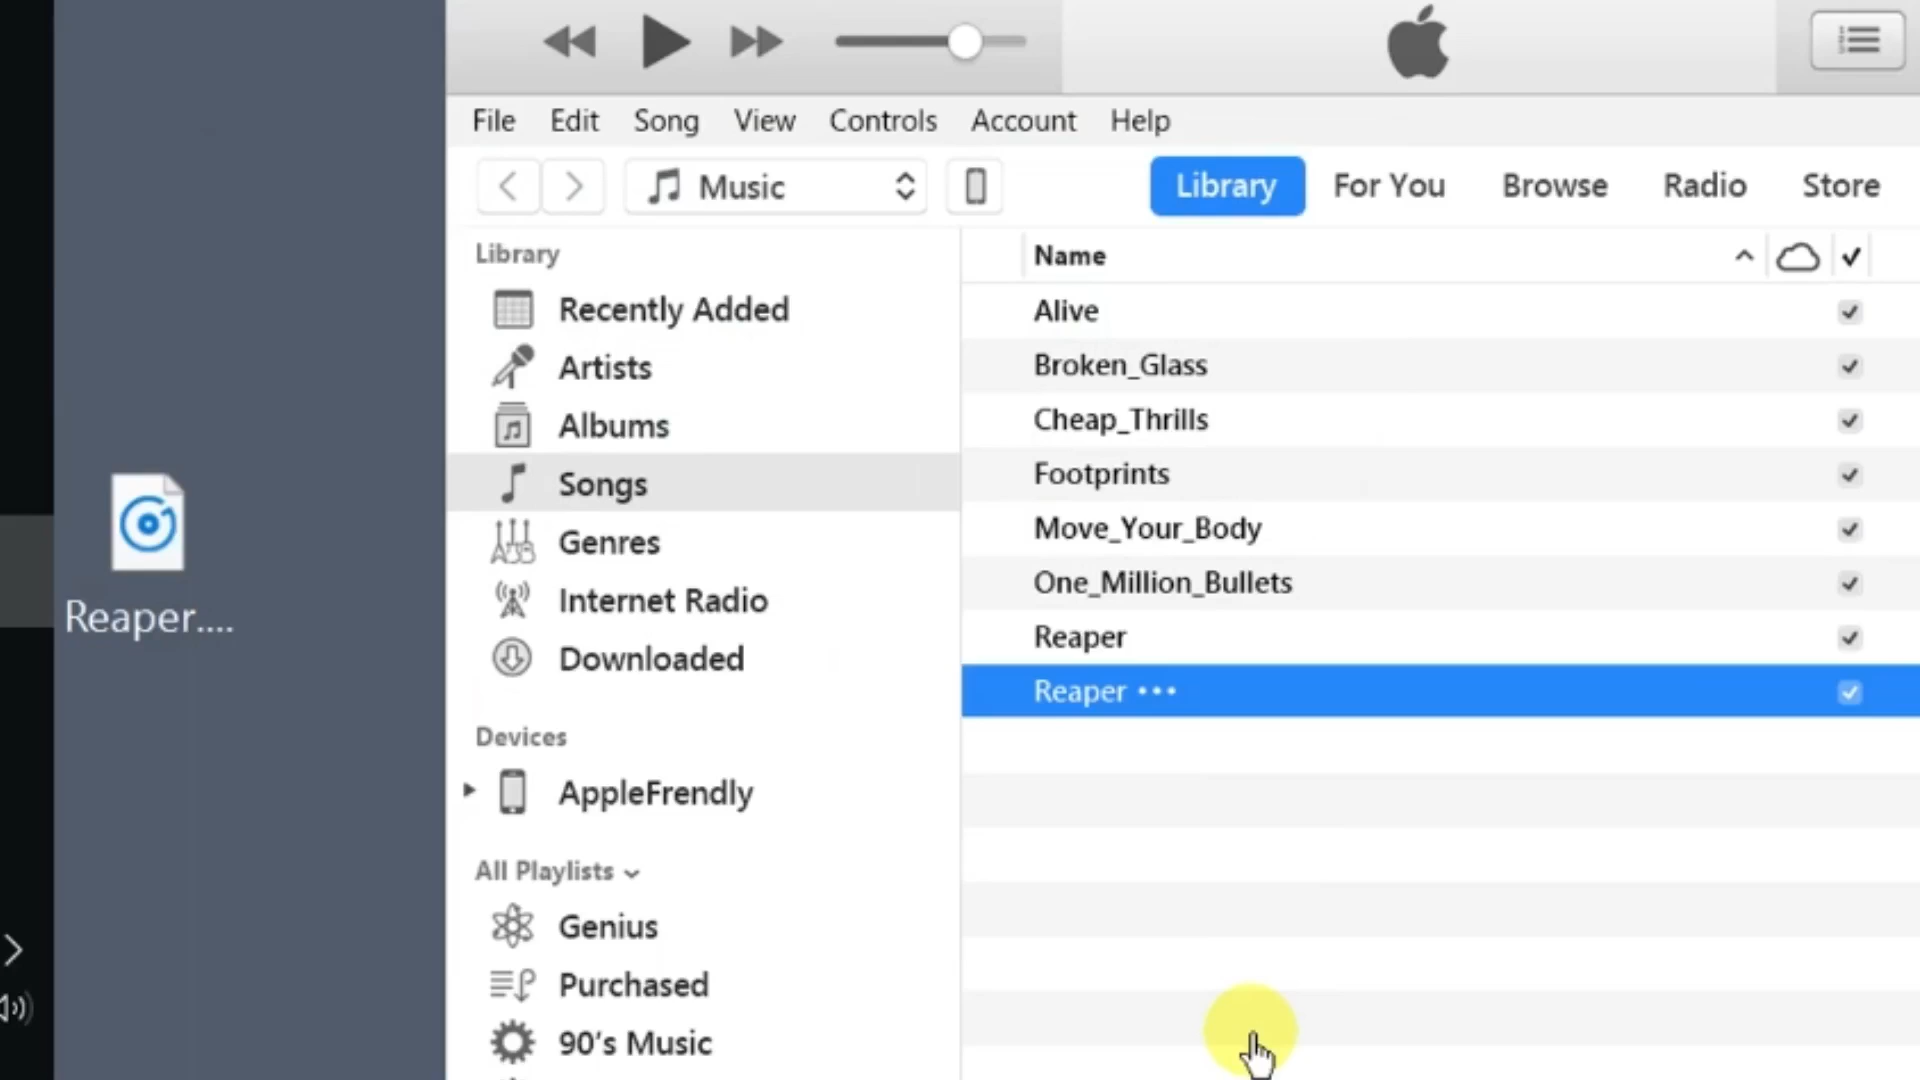 File Edit Song View Controls Account Help
Music
Library For You Browse Radio Store
Library
Recently Added
Artists
Albums
Songs
Genres
Internet Radio
Downloaded
Devices
AppleFrendly
All Playlists
Genius
Purchased
90's Music
Name
Alive
Broken_Glass
Cheap_Thrills
Footprints
Move_Your_Body
One_Million_Bullets
Reaper
Reaper •••
Reaper....